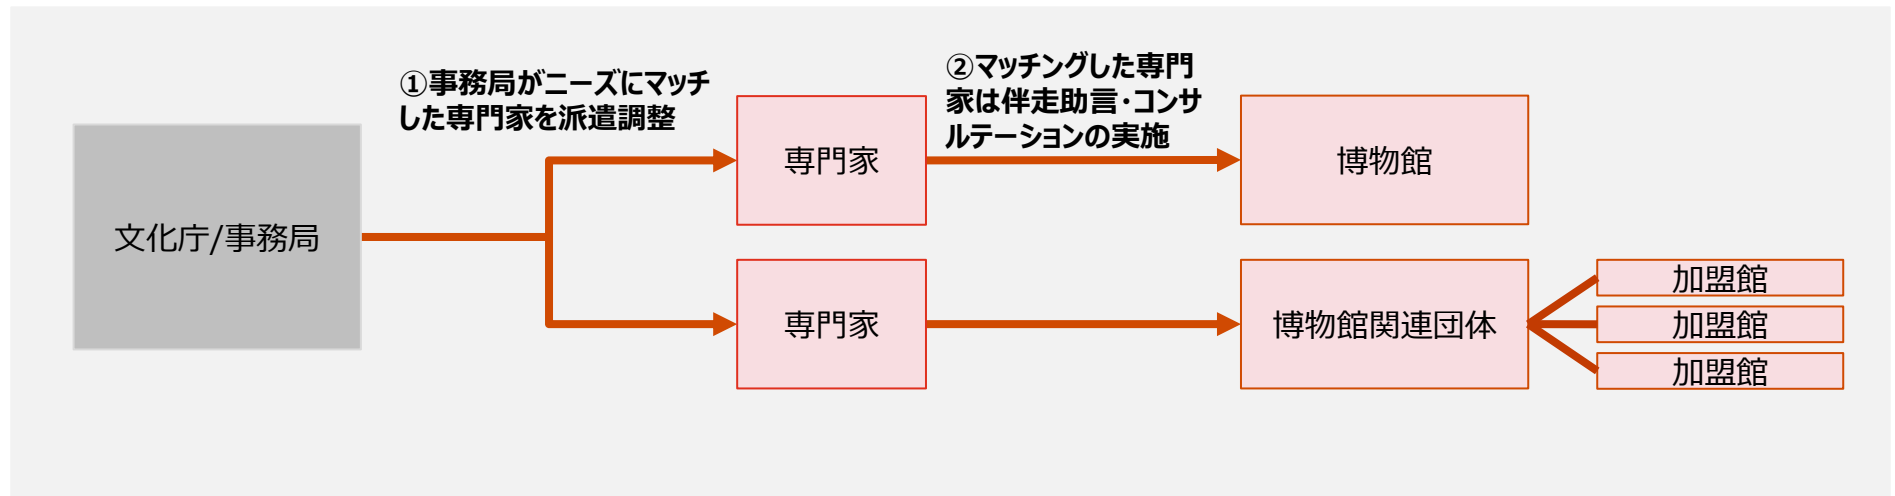 ①事務局がニーズにマッチ
した専門家を派遣調整
②マッチングした専門
家は伴走助言・コンサ
ルテーションの実施
文化庁/事務局
専門家
博物館
専門家
博物館関連団体
加盟館
加盟館
加盟館